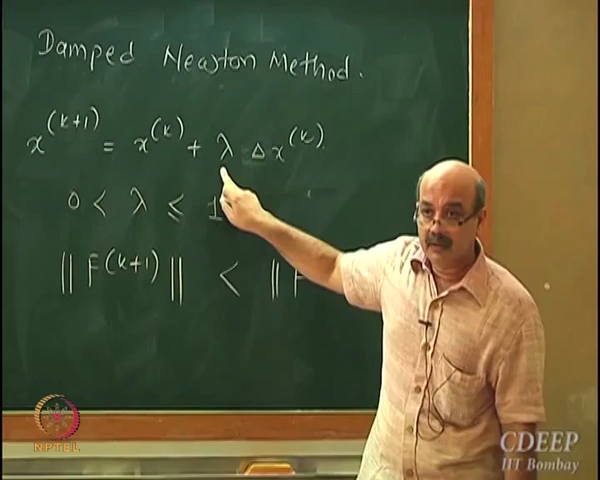 Damped Newton Method.
x^(k+1) = x^(k) + λ Δx^(k).
0 < λ ≤ 1
||F^(k+1)|| < ||F
NPTEL
CDEEP
IIT Bombay